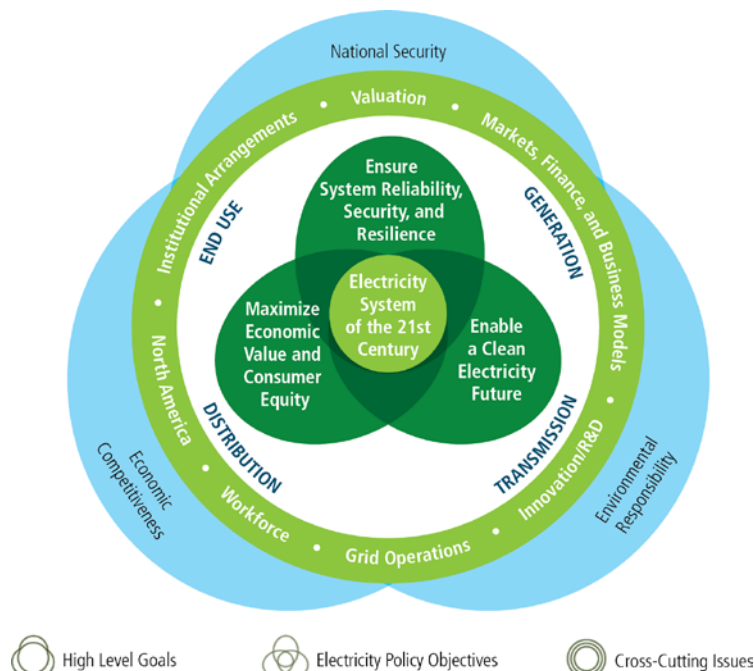 National Security
Institutional Arrangements • Valuation • Markets, Finance, and Business Models
Ensure
System Reliability,
Security, and
Resilience
END USE
GENERATION
Electricity
System
of the 21st
Century
Maximize
Economic
Value and
Consumer
Equity
Enable
a Clean
Electricity
Future
DISTRIBUTION
TRANSMISSION
North America • Workforce • Grid Operations • Innovation/R&D
Economic
Competitiveness
Environmental
Responsibility
High Level Goals
Electricity Policy Objectives
Cross-Cutting Issues